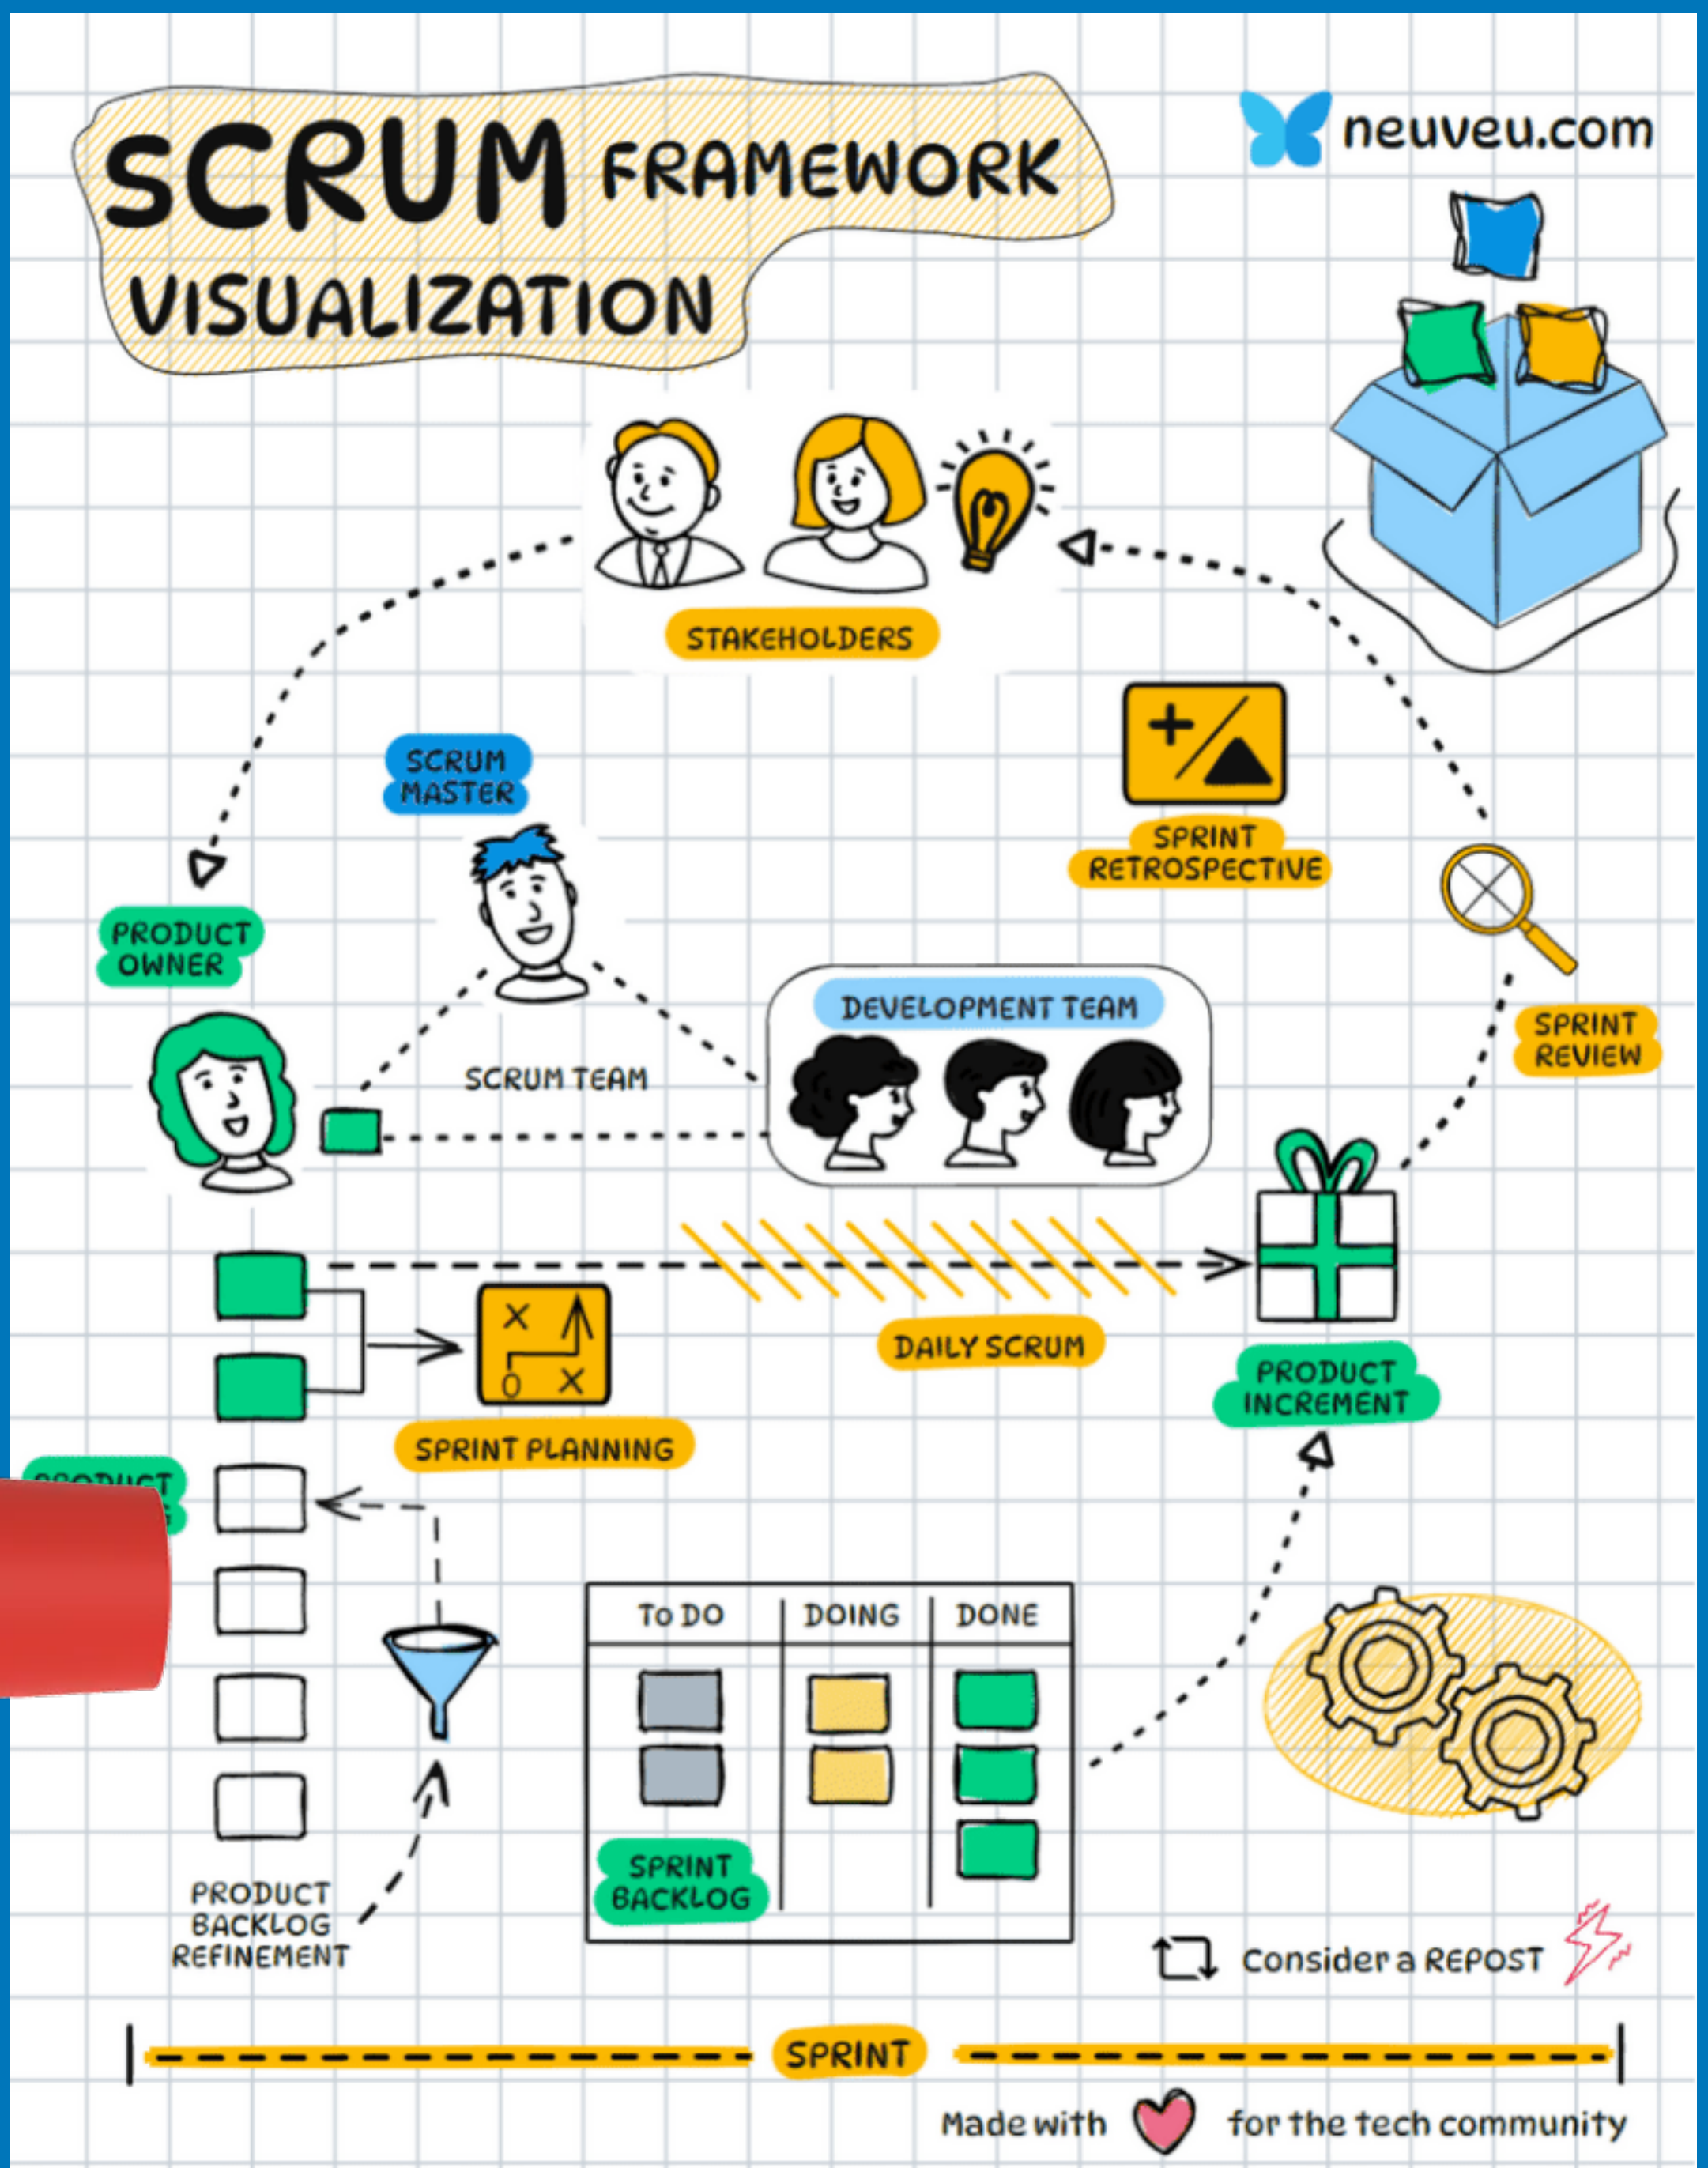 SCRUM FRAMEWORK
VISUALIZATION
neuveu.com
STAKEHOLDERS
SCRUM
MASTER
SPRINT
RETROSPECTIVE
PRODUCT
OWNER
DEVELOPMENT TEAM
SPRINT
REVIEW
SCRUM TEAM
DAILY SCRUM
X
O X
PRODUCT
INCREMENT
SPRINT PLANNING
PRODUCT
To DO DOING DONE
SPRINT
BACKLOG
PRODUCT
BACKLOG
REFINEMENT
Consider a REPOST
SPRINT
Made with for the tech community